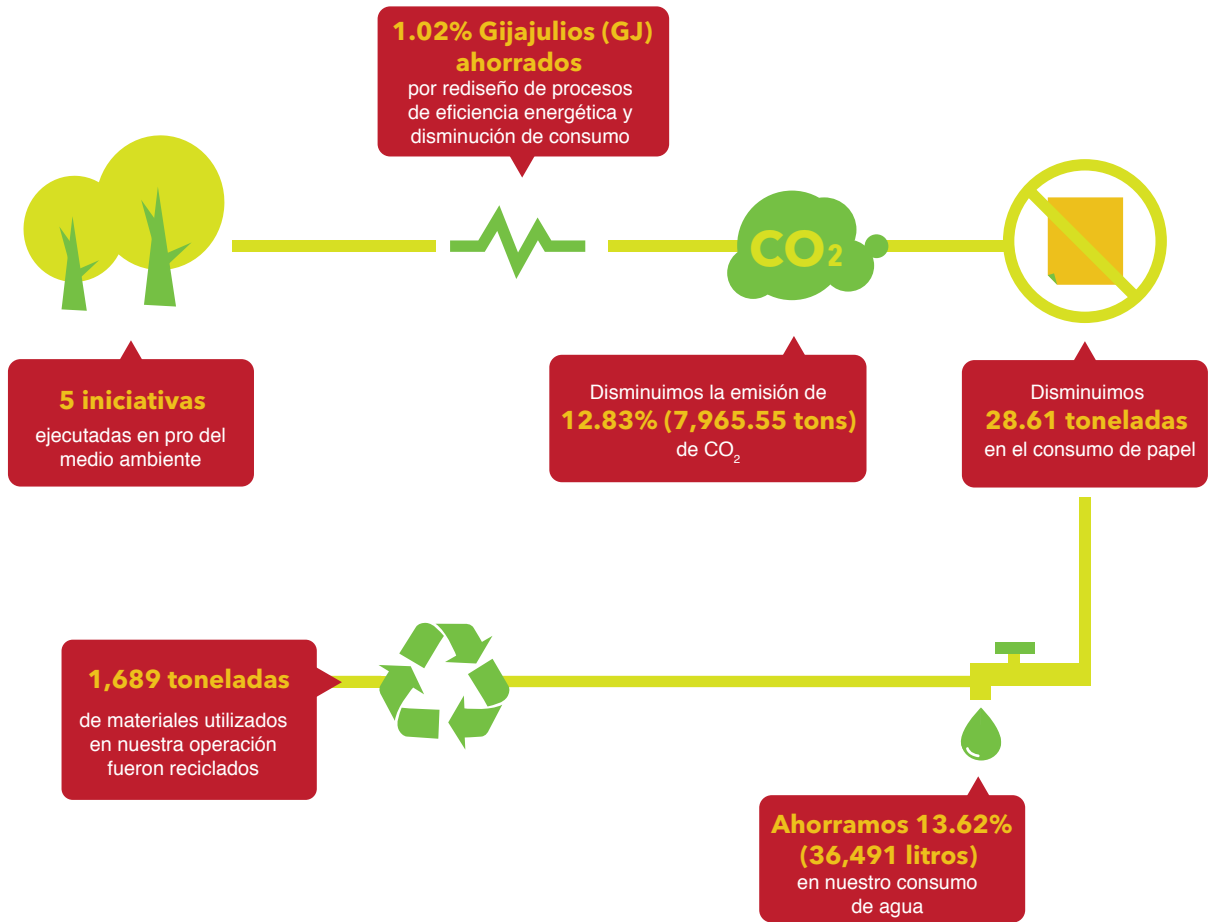 1.02% Gijajulios (GJ)
ahorrados
por rediseño de procesos
de eficiencia energética y
disminución de consumo
CO2
5 iniciativas
ejecutadas en pro del
medio ambiente
Disminuimos la emisión de
12.83% (7,965.55 tons)
de CO2
Disminuimos
28.61 toneladas
en el consumo de papel
1,689 toneladas
de materiales utilizados
en nuestra operación
fueron reciclados
Ahorramos 13.62%
(36,491 litros)
en nuestro consumo
de agua